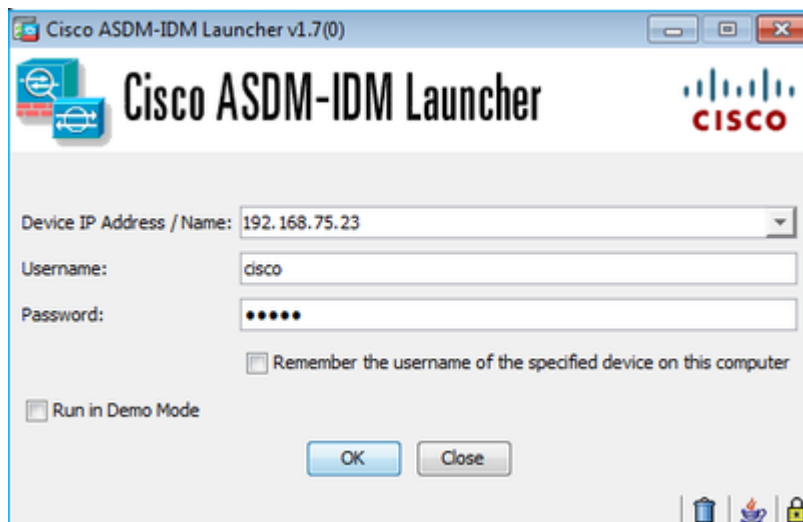 Cisco ASDM-IDM Launcher v1.7(0)
Cisco ASDM-IDM Launcher
CISCO
Device IP Address / Name: 192.168.75.23
Username: cisco
Password: •••••
Remember the username of the specified device on this computer
Run in Demo Mode
OK Close